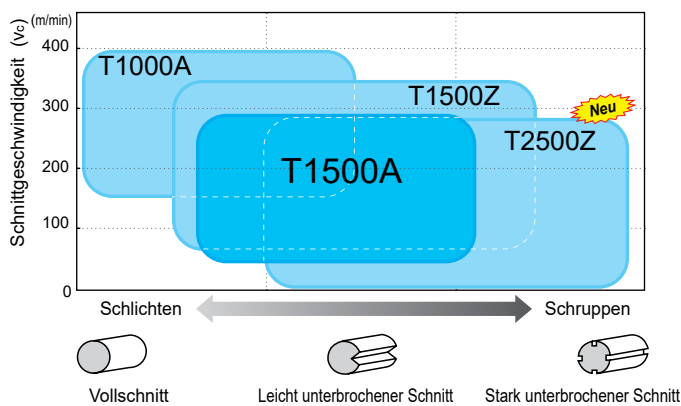 Schnittgeschwindigkeit (vc)
(m/min)
400
300
200
100
0
T1000A
T1500Z
Neu
T2500Z
T1500A
Schlichten
Schruppen
Vollschnitt
Leicht unterbrochener Schnitt
Stark unterbrochener Schnitt